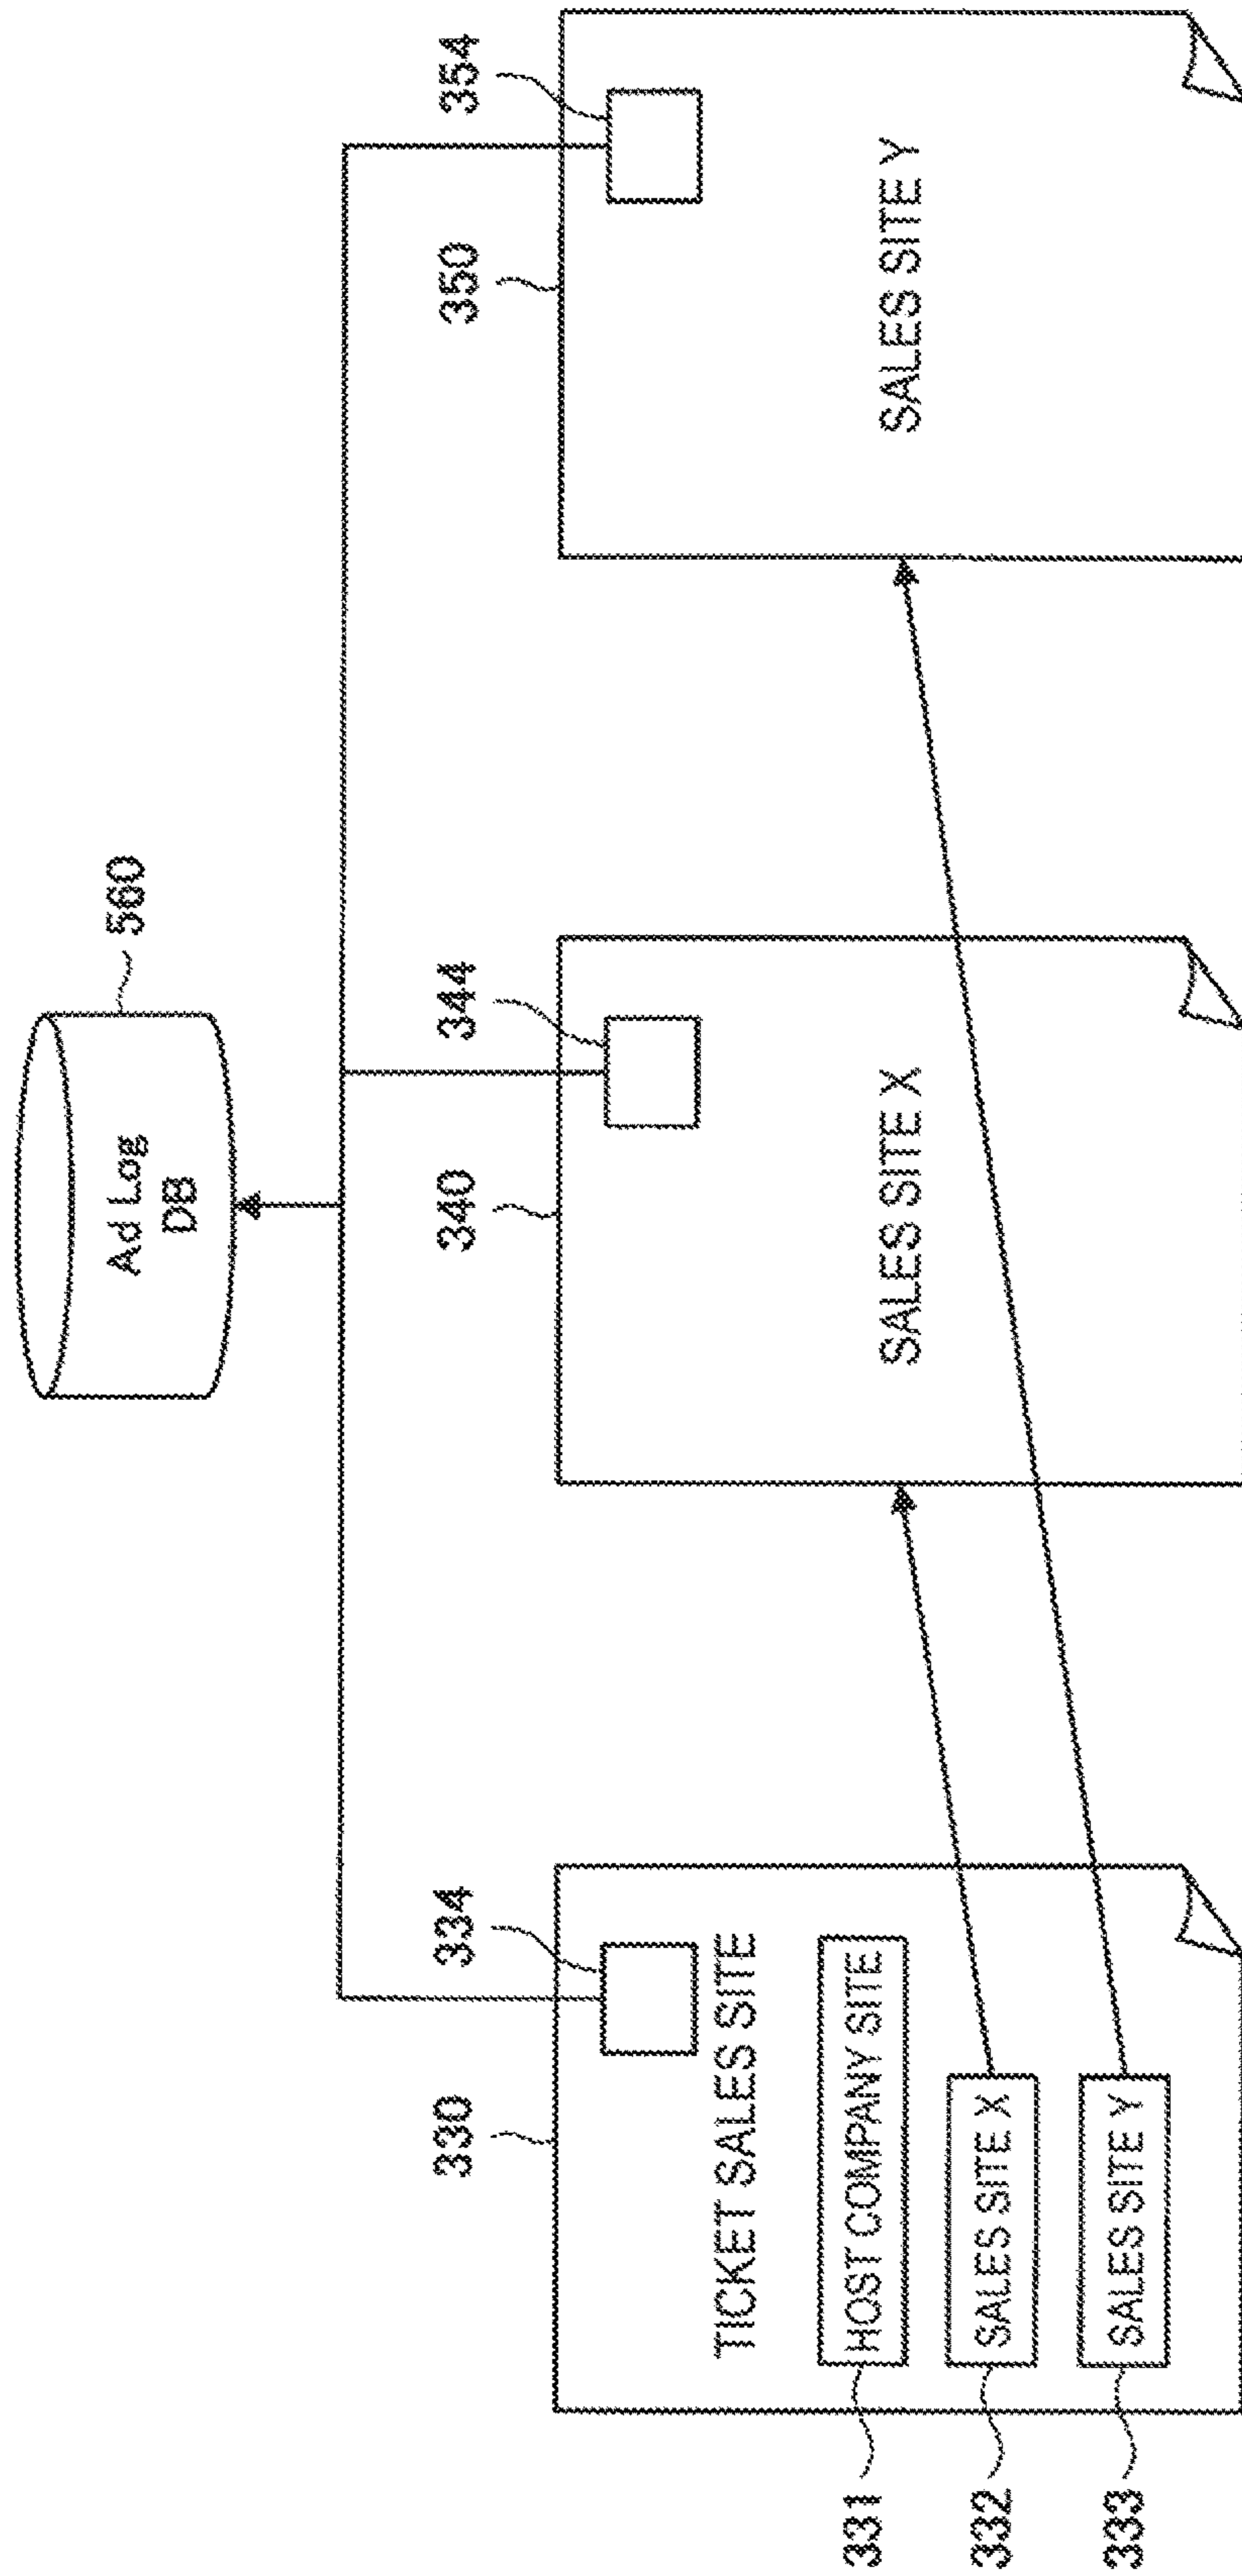 Ad Log
DB
560
330
334
340
344
350
354
TICKET SALES SITE
331
HOST COMPANY SITE
332
SALES SITE X
333
SALES SITE Y
SALES SITE X
SALES SITE Y